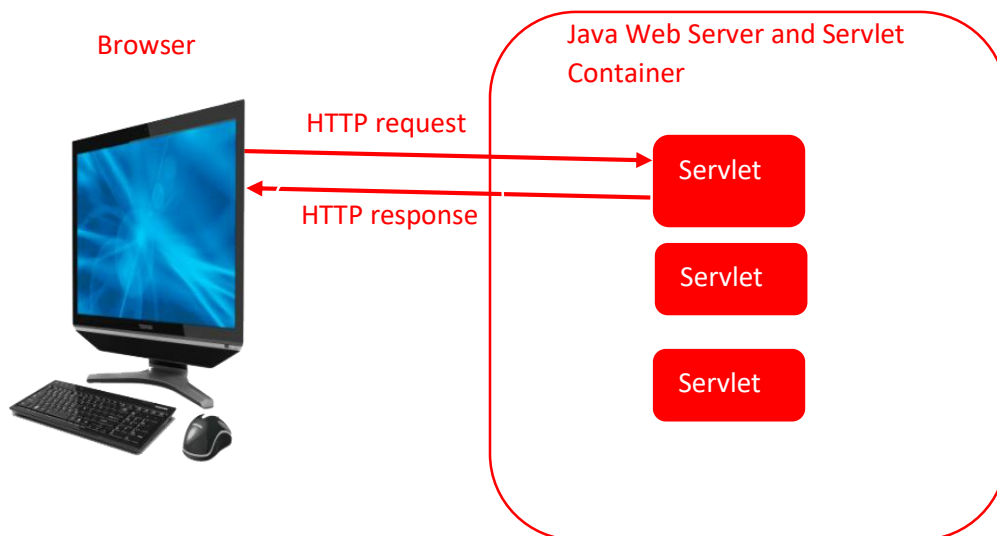 Browser
Java Web Server and Servlet
Container
HTTP request
Servlet
HTTP response
Servlet
Servlet